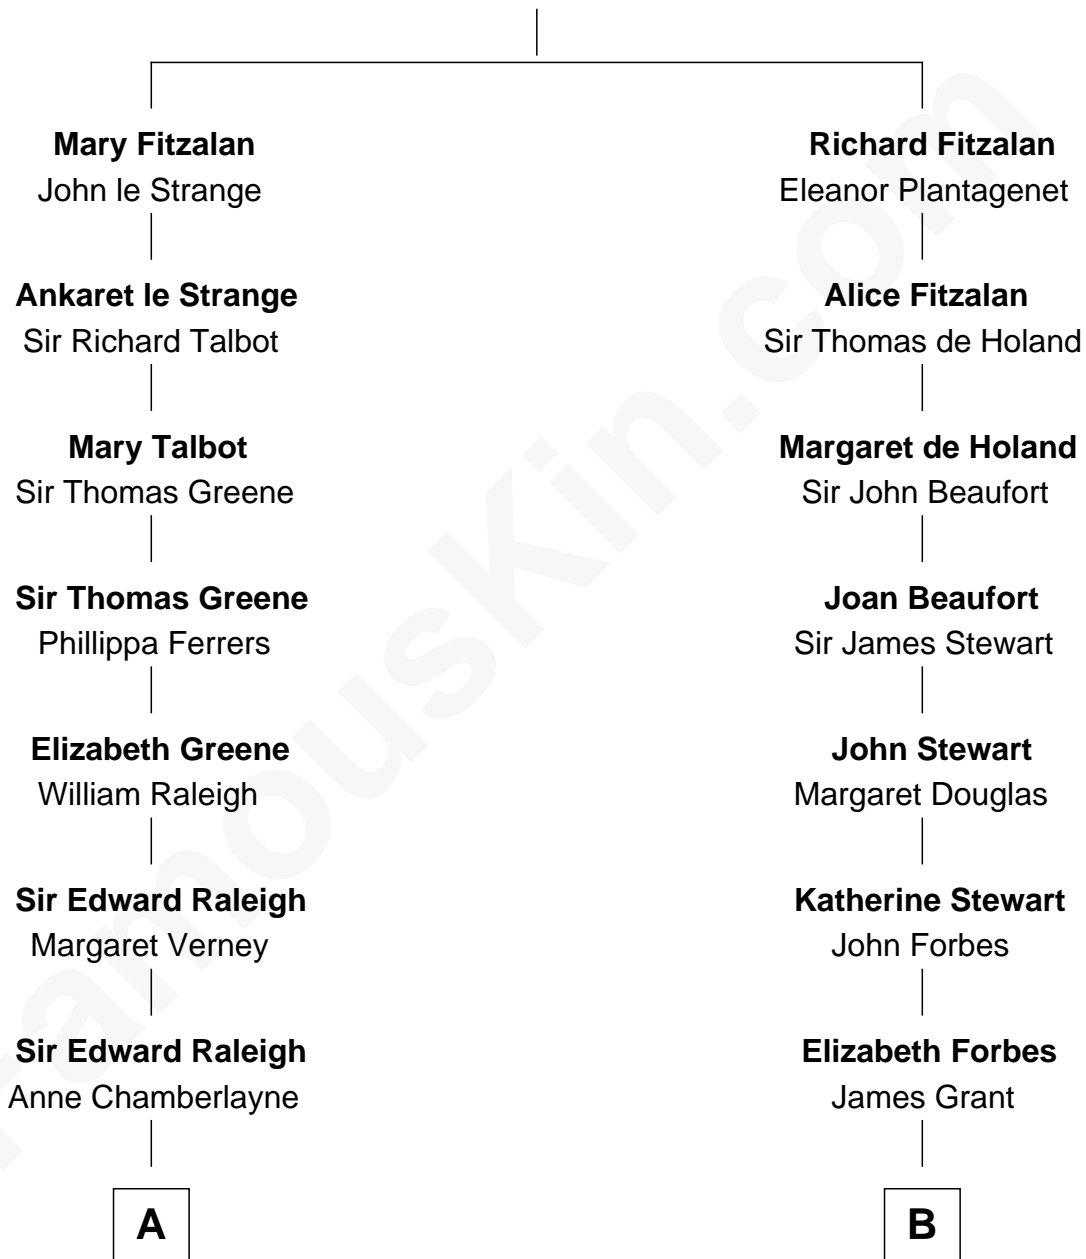 Mary Fitzalan
John le Strange
Ankaret le Strange
Sir Richard Talbot
Mary Talbot
Sir Thomas Greene
Sir Thomas Greene
Phillippa Ferrers
Elizabeth Greene
William Raleigh
Sir Edward Raleigh
Margaret Verney
Sir Edward Raleigh
Anne Chamberlayne
A
Richard Fitzalan
Eleanor Plantagenet
Alice Fitzalan
Sir Thomas de Holand
Margaret de Holand
Sir John Beaufort
Joan Beaufort
Sir James Stewart
John Stewart
Margaret Douglas
Katherine Stewart
John Forbes
Elizabeth Forbes
James Grant
B
FamousKin.com